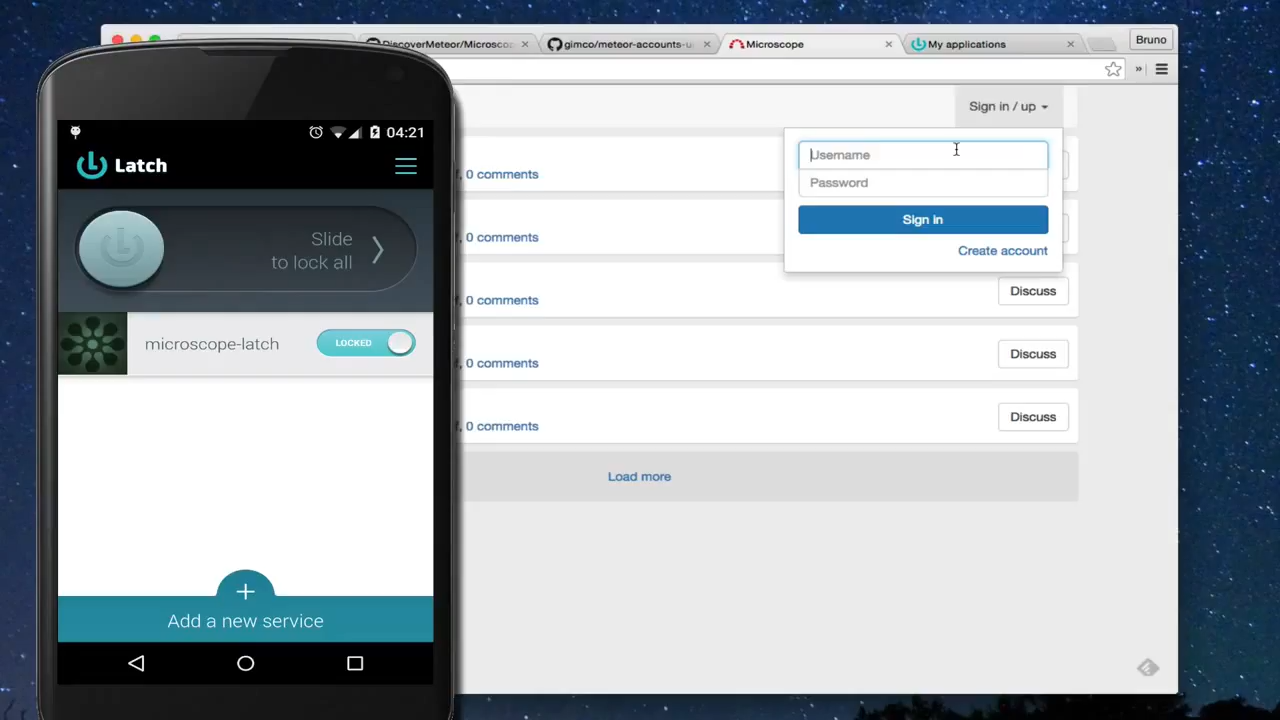 DiscoverMeteor/Microsco
gimco/meteor-accounts-u
Microscope
My applications
Bruno
»
Sign in / up
Username
Password
Sign in
Create account
04:21
Latch
Slide
to lock all
microscope-latch
LOCKED
Add a new service
, 0 comments
, 0 comments
, 0 comments
Discuss
, 0 comments
Discuss
, 0 comments
Discuss
Load more